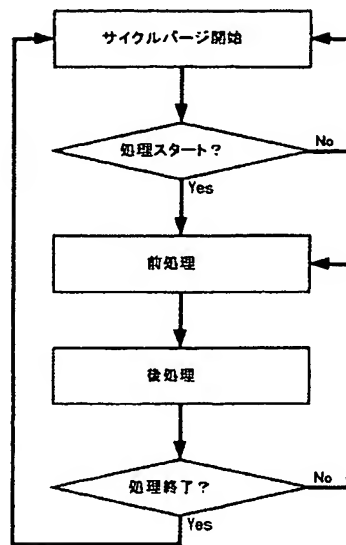 サイクルパージ開始
処理スタート?
No
Yes
前処理
後処理
処理終了?
No
Yes